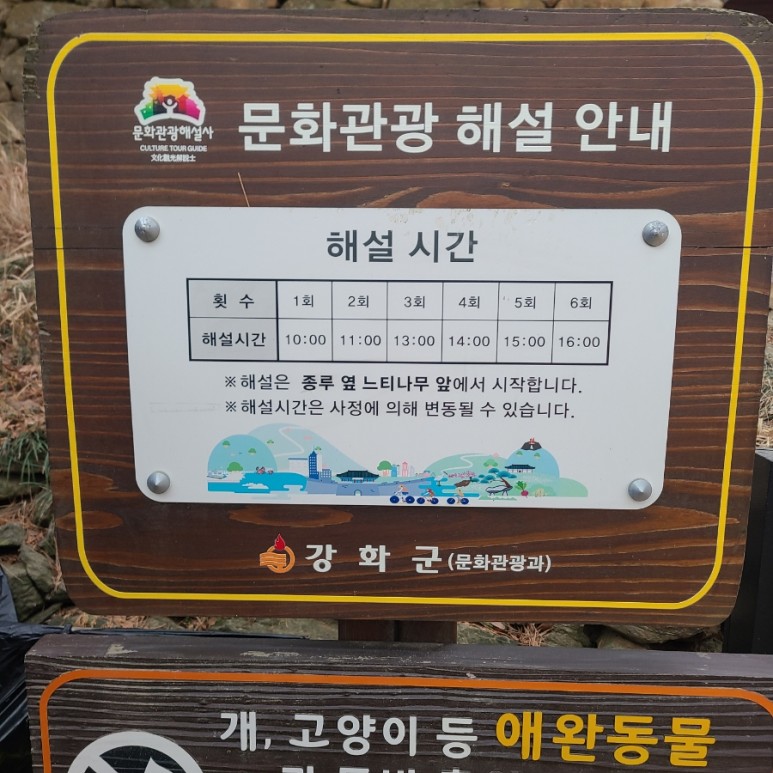 문화관광해설사
CULTURE TOUR GUIDE
文化觀光解說士
문화관광 해설 안내
해설 시간
횟 수 1회 2회 3회 4회 5회 6회
해설시간 10:00 11:00 13:00 14:00 15:00 16:00
※ 해설은 종루 옆 느티나무 앞에서 시작합니다.
※ 해설시간은 사정에 의해 변동될 수 있습니다.
강 화 군 (문화관광과)
개, 고양이 등 애완동물